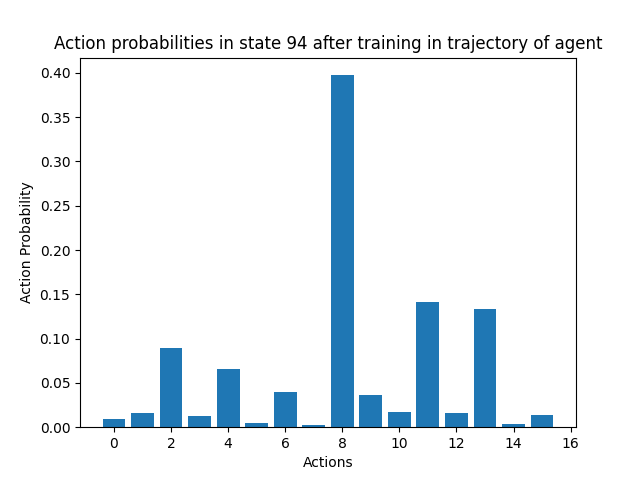 Action probabilities in state 94 after training in trajectory of agent
0.40
0.35
0.30
0.25
0.20
0.15
0.10
0.05
0.00
Action Probability
0 2 4 6 8 10 12 14 16
Actions